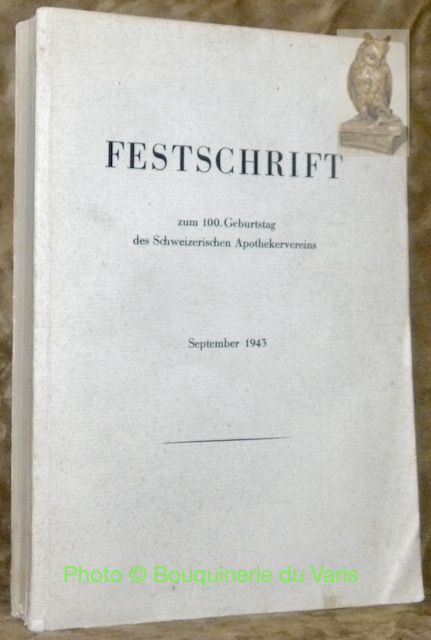 FESTSCHRIFT
zum 100. Geburtstag
des Schweizerischen Apothekervereins
September 1943
Photo © Bouquinerie du Varis